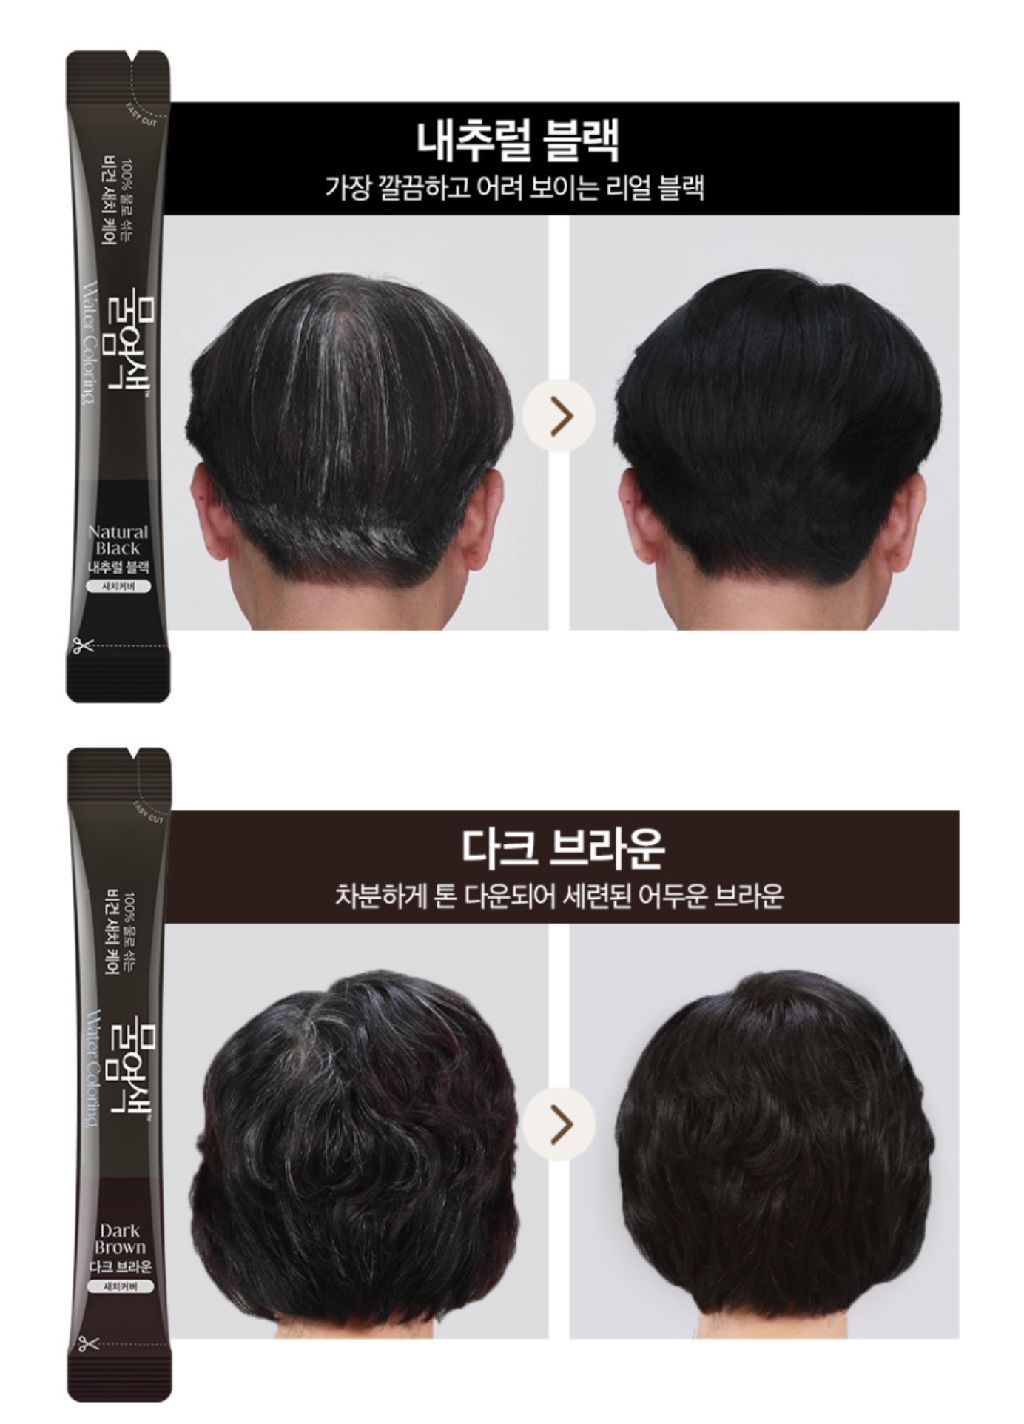 EASY CUT
100% 물로 섞는
비건 새치 케어
물염색™
Water Coloring
Natural
Black
내추럴 블랙
새치커버
내추럴 블랙
가장 깔끔하고 어려 보이는 리얼 블랙
EASY CUT
100% 물로 섞는
비건 새치 케어
물염색™
Water Coloring
Dark
Brown
다크 브라운
새치커버
다크 브라운
차분하게 톤 다운되어 세련된 어두운 브라운